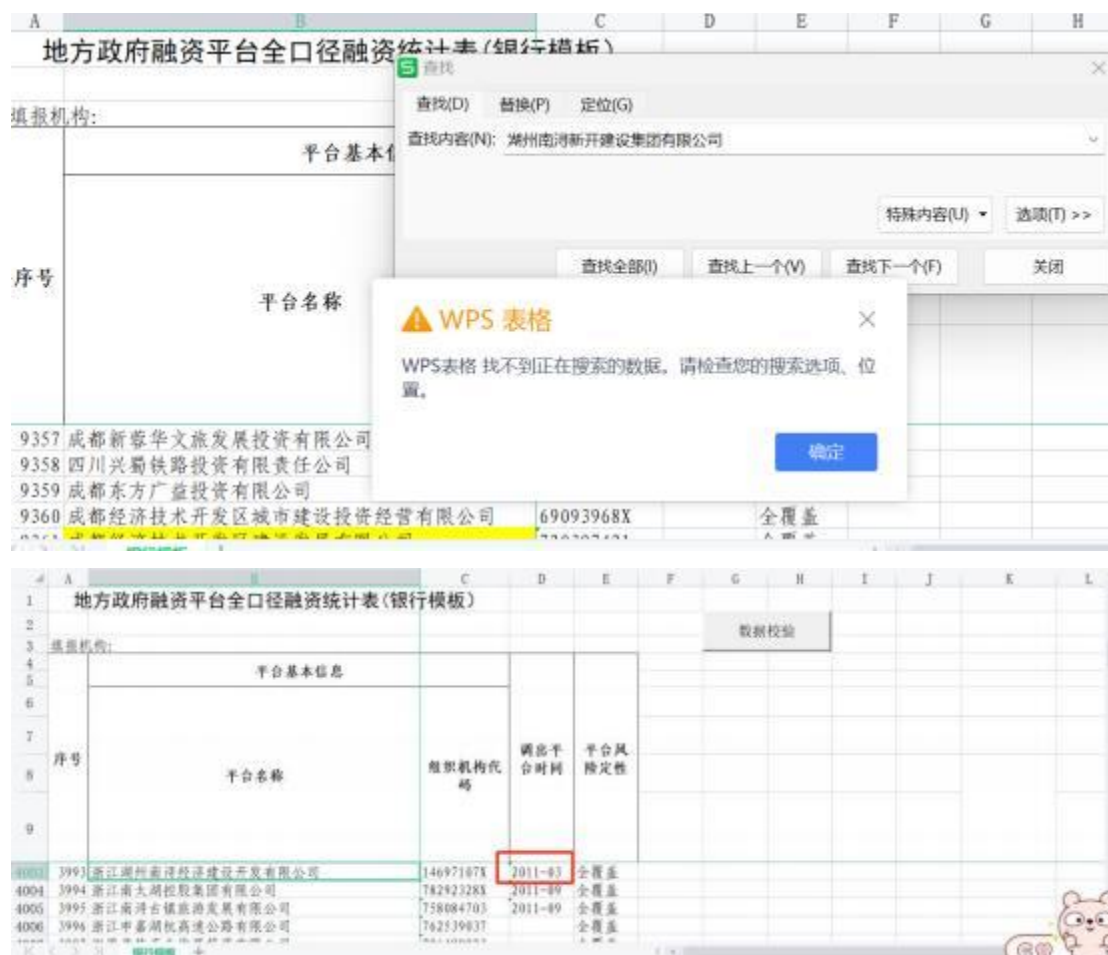 A B C D E F G H
地方政府融资平台全口径融资统计表(银行模板)
查找
查找(D) 替换(P) 定位(G)
填报机构:
查找内容(N): 湖州南浔新开建设集团有限公司
平台基本
特殊内容(U) 选项(T) >>
序号
查找全部(I) 查找上一个(V) 查找下一个(F) 关闭
平台名称
WPS 表格
WPS表格 找不到正在搜索的数据。请检查您的搜索选项、位
置。
确定
9357 成都新蓉华文旅发展投资有限公司
9358 四川兴蜀铁路投资有限责任公司
9359 成都东方广益投资有限公司
9360 成都经济技术开发区城市建设投资经营有限公司 69093968X 全覆盖
A B C D E F G H I J K L
1 地方政府融资平台全口径融资统计表(银行模板)
2 数据校验
3 填报机构:
4 平台基本信息
5
6
7
8 序号 平台名称 组织机构代码 调出平台时间 平台风险定性
9
3993 浙江湖州南浔经济建设开发有限公司 14697107X 2011-03 全覆盖
4004 3994 浙江南太湖控股集团有限公司 78292328X 2011-09 全覆盖
4005 3995 浙江南浔古镇旅游发展有限公司 758084703 2011-09 全覆盖
4006 3996 浙江申嘉湖杭高速公路有限公司 762539037 全覆盖
银行模板